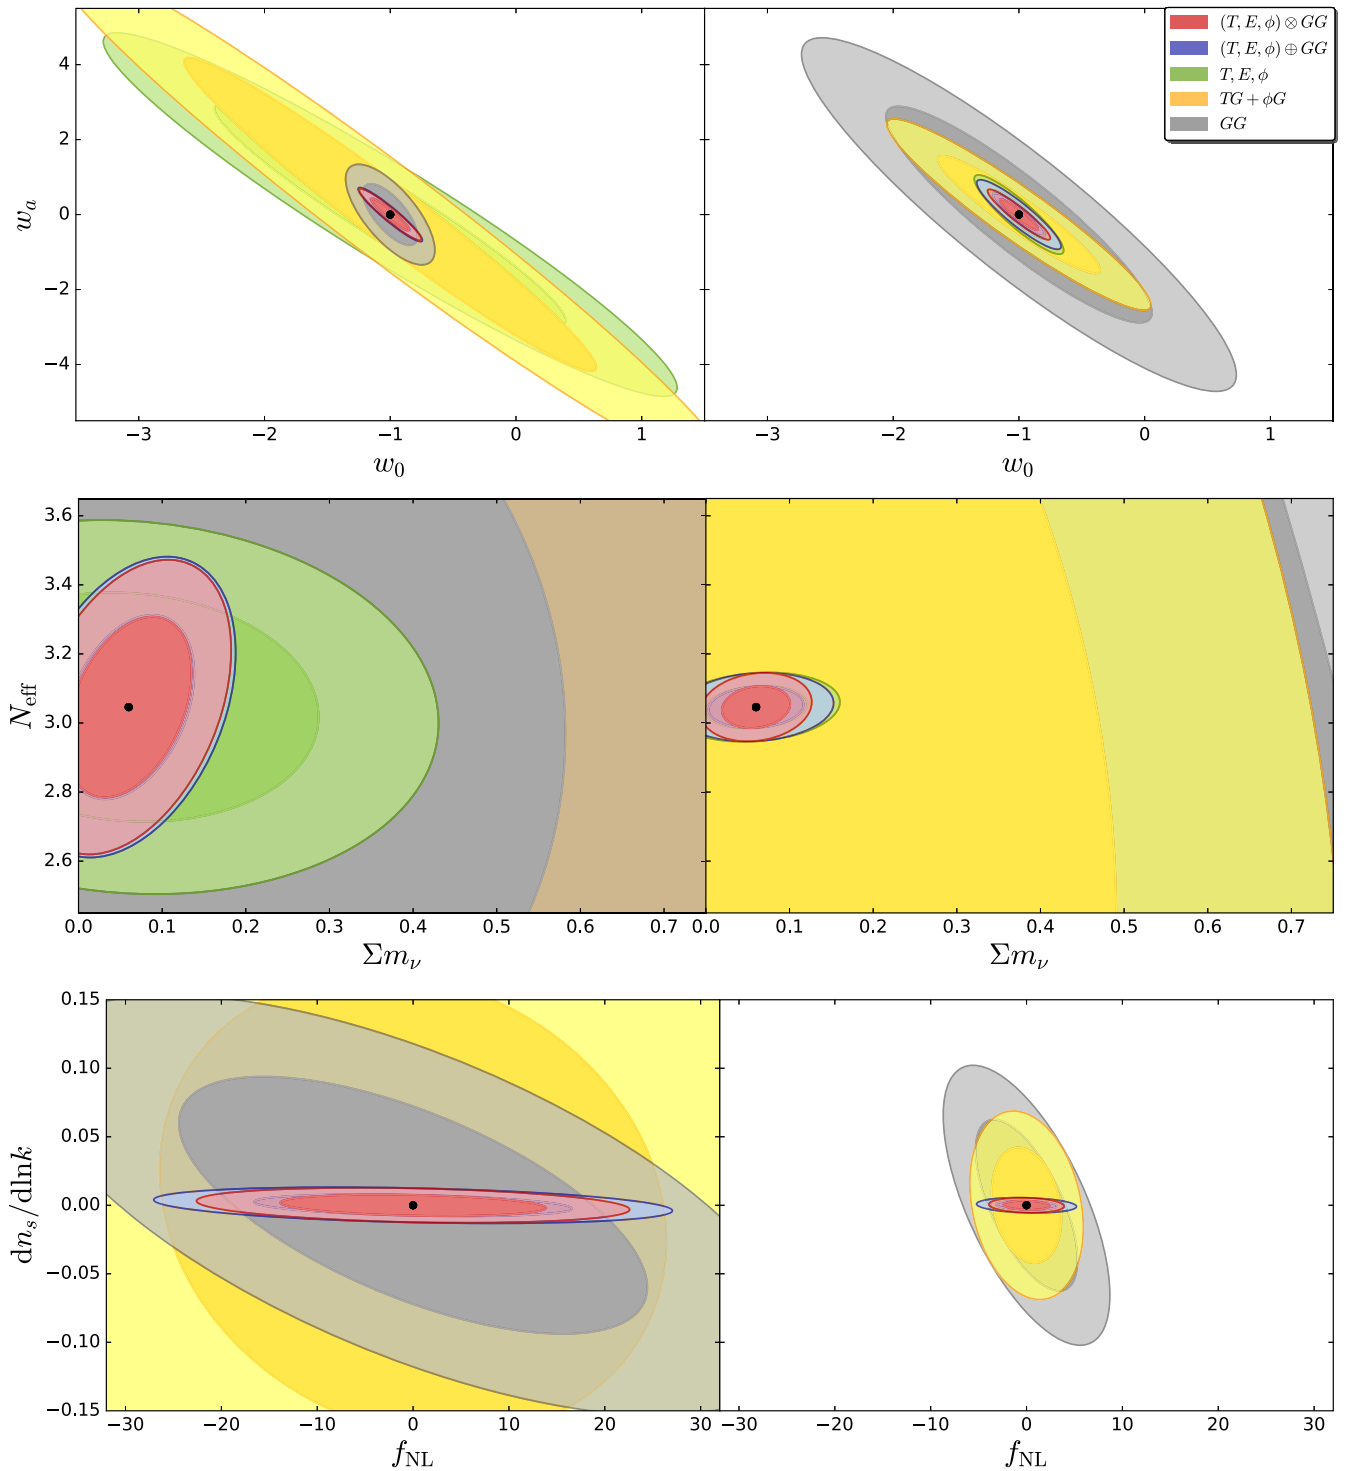 (T, E, ϕ) ⊗ GG
(T, E, ϕ) ⊕ GG
T, E, ϕ
TG + ϕG
GG
4
2
0
−2
−4
w_a
−3 −2 −1 0 1
−3 −2 −1 0 1
w_0
w_0
3.6
3.4
3.2
3.0
2.8
2.6
N_eff
0.0 0.1 0.2 0.3 0.4 0.5 0.6 0.7
0.0 0.1 0.2 0.3 0.4 0.5 0.6 0.7
Σm_ν
Σm_ν
0.15
0.10
0.05
0.00
−0.05
−0.10
−0.15
dn_s/dlnk
−30 −20 −10 0 10 20 30
−30 −20 −10 0 10 20 30
f_NL
f_NL